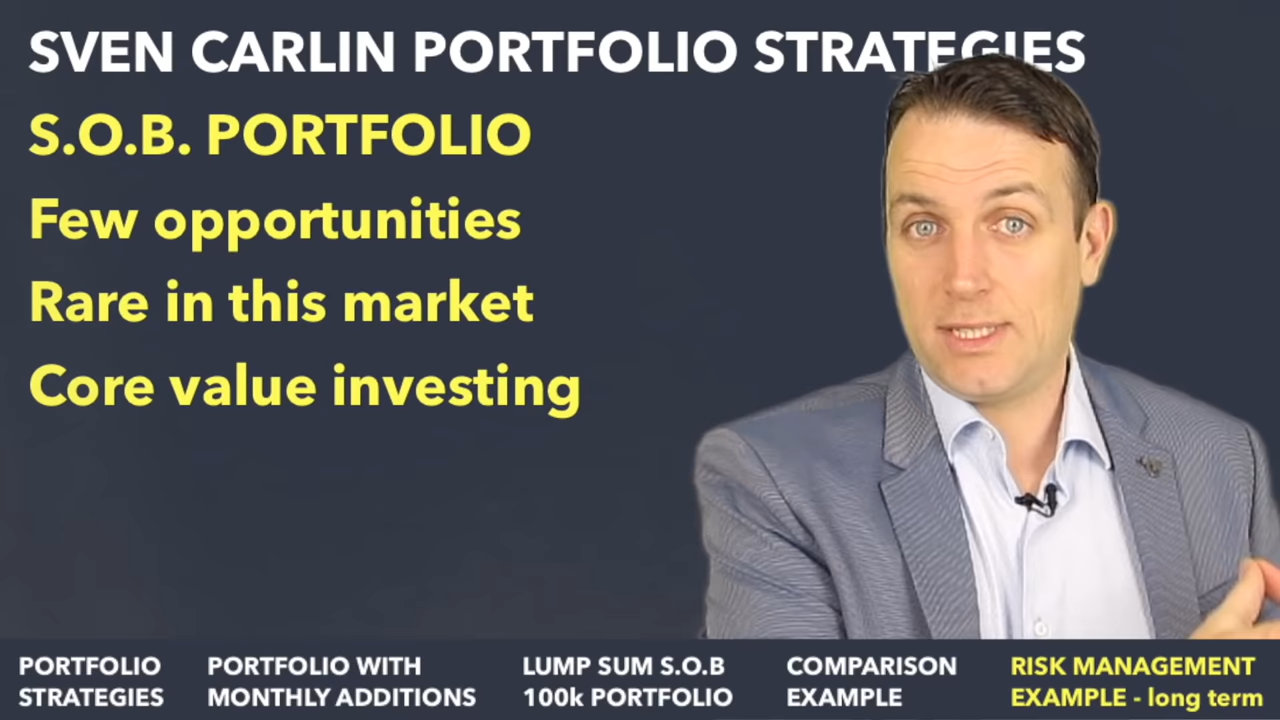 SVEN CARLIN PORTFOLIO STRATEGIES
S.O.B. PORTFOLIO
Few opportunities
Rare in this market
Core value investing
PORTFOLIO
STRATEGIES
PORTFOLIO WITH
MONTHLY ADDITIONS
LUMP SUM S.O.B
100k PORTFOLIO
COMPARISON
EXAMPLE
RISK MANAGEMENT
EXAMPLE - long term